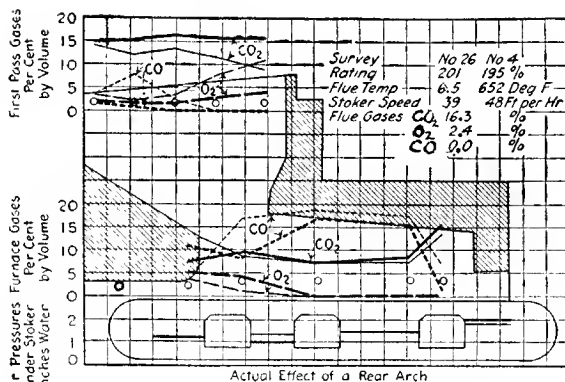 First Pass Gases
Per Cent
by Volume
20
15
10
5
0
CO
CO2
O2
Survey No 26 No 4
Rating 201 195 %
Flue Temp 6.5 652 Deg F
Stoker Speed 39 48 Ft per Hr
Flue Gases CO2 16.3 %
O2 2.4 %
CO 0.0 %
Furnace Gases
Per Cent
by Volume
20
15
10
5
0
CO
CO2
O2
r Pressures
nder Stoker
nches Water
2
1
0
Actual Effect of a Rear Arch